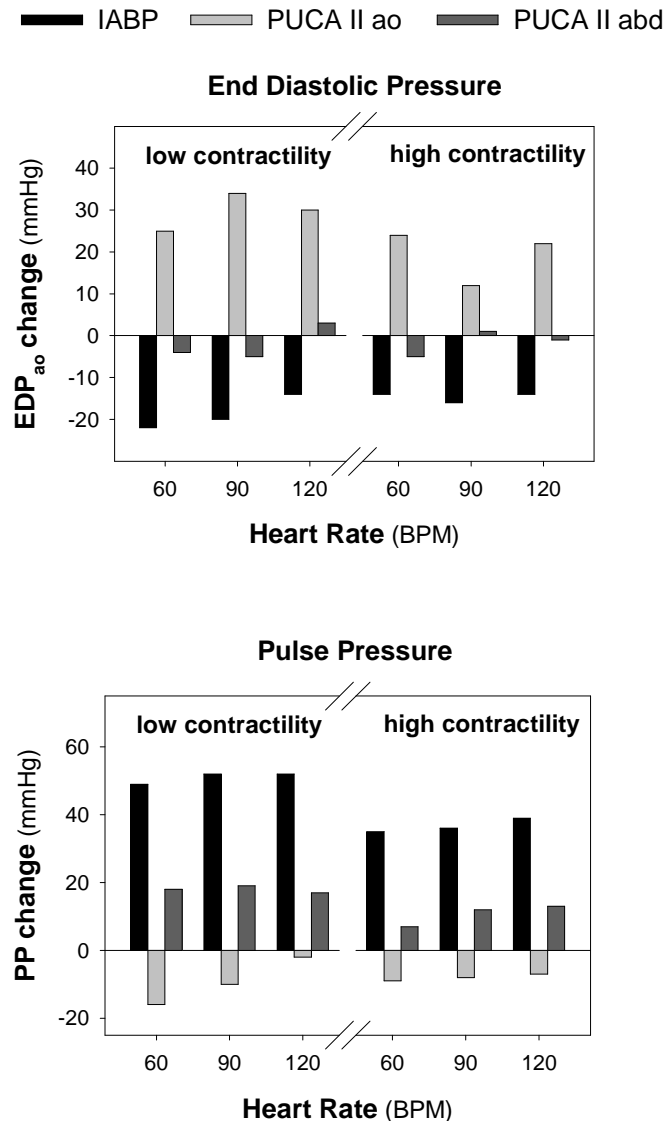 IABP PUCA II ao PUCA II abd
End Diastolic Pressure
low contractility high contractility
40
30
20
10
0
-10
-20
EDPao change (mmHg)
60 90 120 60 90 120
Heart Rate (BPM)
Pulse Pressure
low contractility high contractility
60
40
20
0
-20
PP change (mmHg)
60 90 120 60 90 120
Heart Rate (BPM)